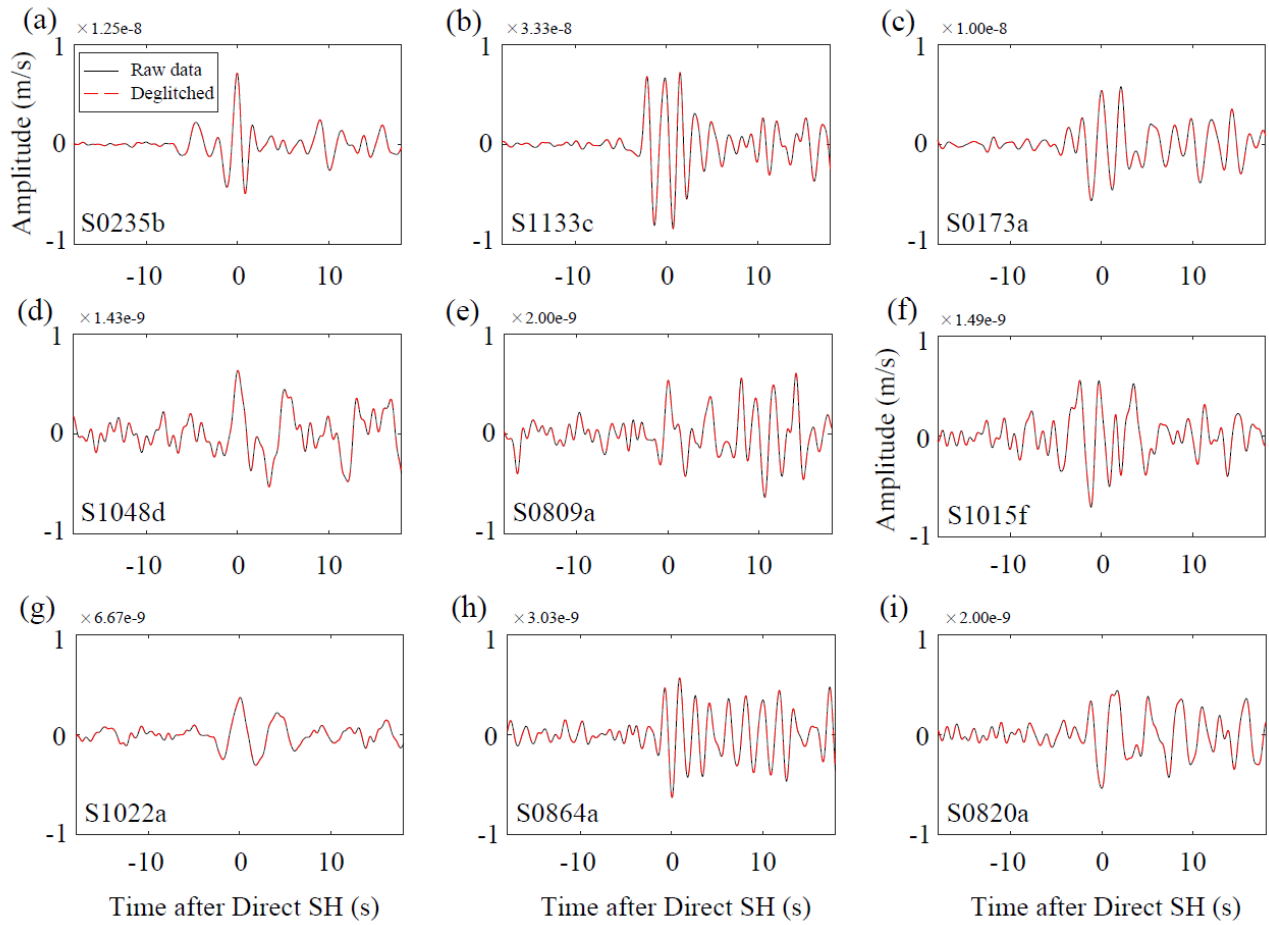 (a)
×1.25e-8
(b)
×3.33e-8
(c)
×1.00e-8
Amplitude (m/s)
1
0
-1
Raw data
Deglitched
S0235b
-10
0
10
1
0
-1
S1133c
-10
0
10
1
0
-1
S0173a
-10
0
10
(d)
×1.43e-9
(e)
×2.00e-9
(f)
×1.49e-9
1
0
-1
S1048d
-10
0
10
1
0
-1
S0809a
-10
0
10
Amplitude (m/s)
1
0
-1
S1015f
-10
0
10
(g)
×6.67e-9
(h)
×3.03e-9
(i)
×2.00e-9
1
0
-1
S1022a
-10
0
10
Time after Direct SH (s)
1
0
-1
S0864a
-10
0
10
Time after Direct SH (s)
1
0
-1
S0820a
-10
0
10
Time after Direct SH (s)